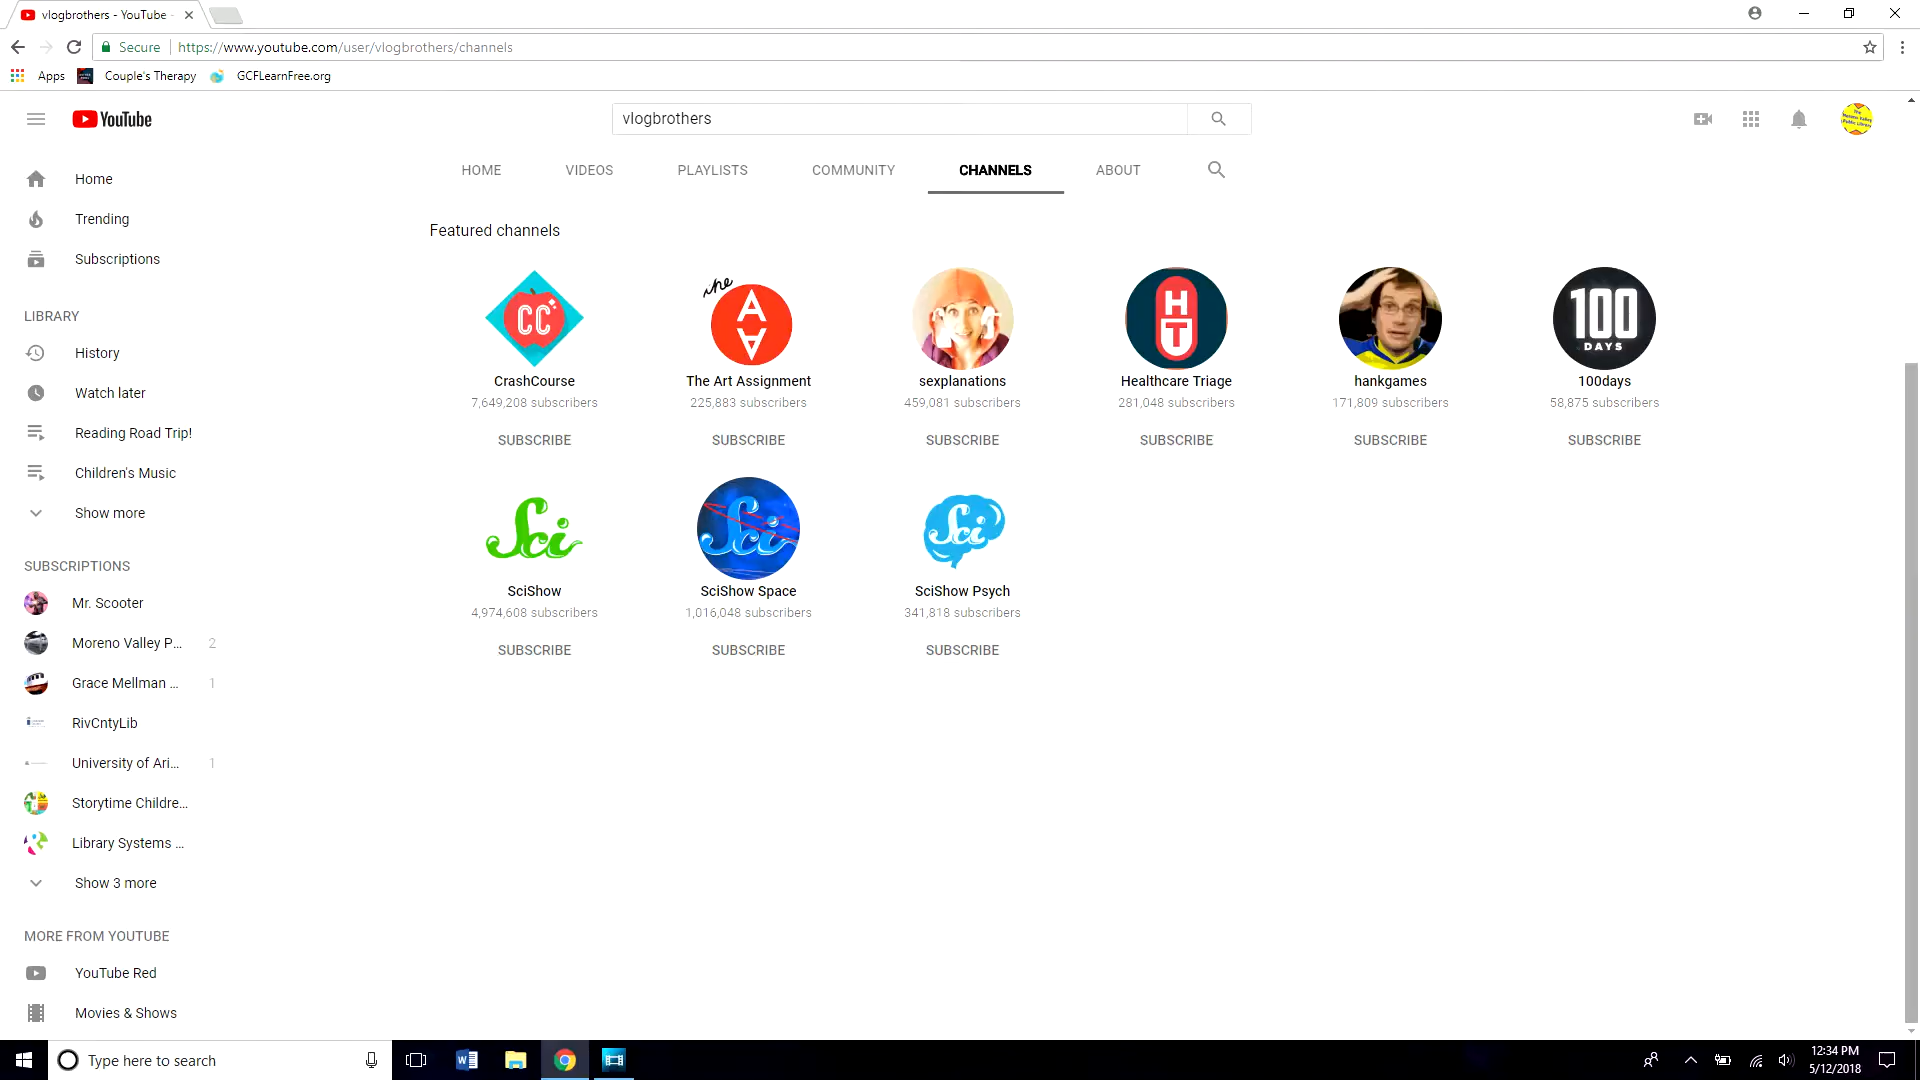 vlogbrothers - YouTube
Secure https://www.youtube.com/user/vlogbrothers/channels
Apps Couple's Therapy GCFLearnFree.org
YouTube
vlogbrothers
HOME VIDEOS PLAYLISTS COMMUNITY CHANNELS ABOUT
Home
Trending
Subscriptions
LIBRARY
History
Watch later
Reading Road Trip!
Children's Music
Show more
SUBSCRIPTIONS
Mr. Scooter
Moreno Valley P... 2
Grace Mellman ... 1
RivCntyLib
University of Ari... 1
Storytime Childre...
Library Systems ...
Show 3 more
MORE FROM YOUTUBE
YouTube Red
Movies & Shows
Featured channels
CC
the A A
H T
100 DAYS
CrashCourse The Art Assignment sexplanations Healthcare Triage hankgames 100days
7,649,208 subscribers 225,883 subscribers 459,081 subscribers 281,048 subscribers 171,809 subscribers 58,875 subscribers
SUBSCRIBE SUBSCRIBE SUBSCRIBE SUBSCRIBE SUBSCRIBE SUBSCRIBE
Sci Sci Sci
SciShow SciShow Space SciShow Psych
4,974,608 subscribers 1,016,048 subscribers 341,818 subscribers
SUBSCRIBE SUBSCRIBE SUBSCRIBE
Type here to search
12:34 PM
5/12/2018